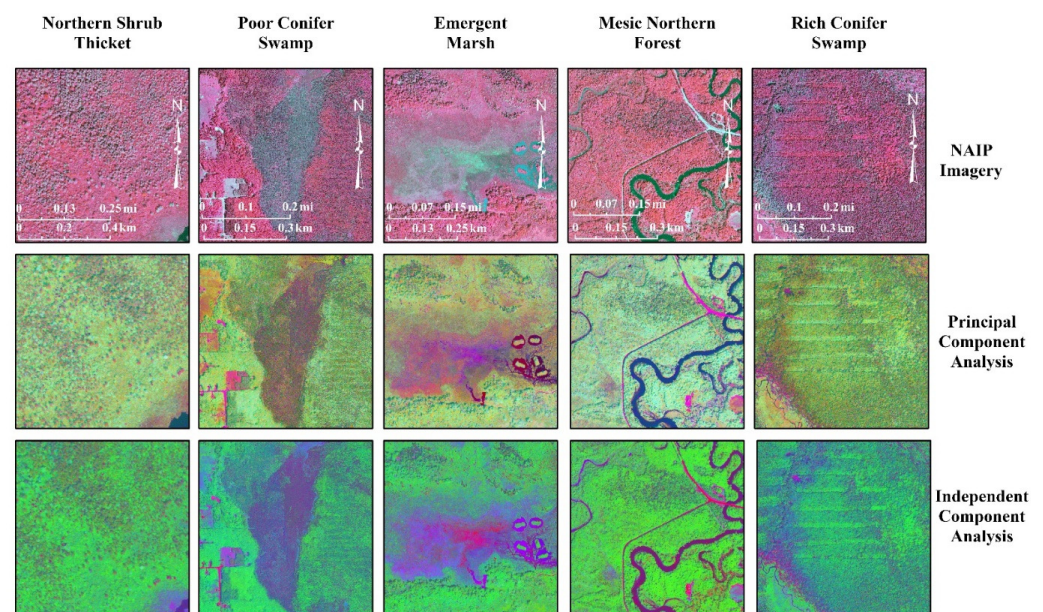 Northern Shrub
Thicket
Poor Conifer
Swamp
Emergent
Marsh
Mesic Northern
Forest
Rich Conifer
Swamp
N
N
N
N
N
0 0.13 0.25 mi
0 0.2 0.4 km
0 0.1 0.2 mi
0 0.15 0.3 km
0 0.07 0.15 mi
0 0.13 0.25 km
0 0.07 0.15 mi
0 0.15 0.3 km
0 0.1 0.2 mi
0 0.15 0.3 km
NAIP
Imagery
Principal
Component
Analysis
Independent
Component
Analysis